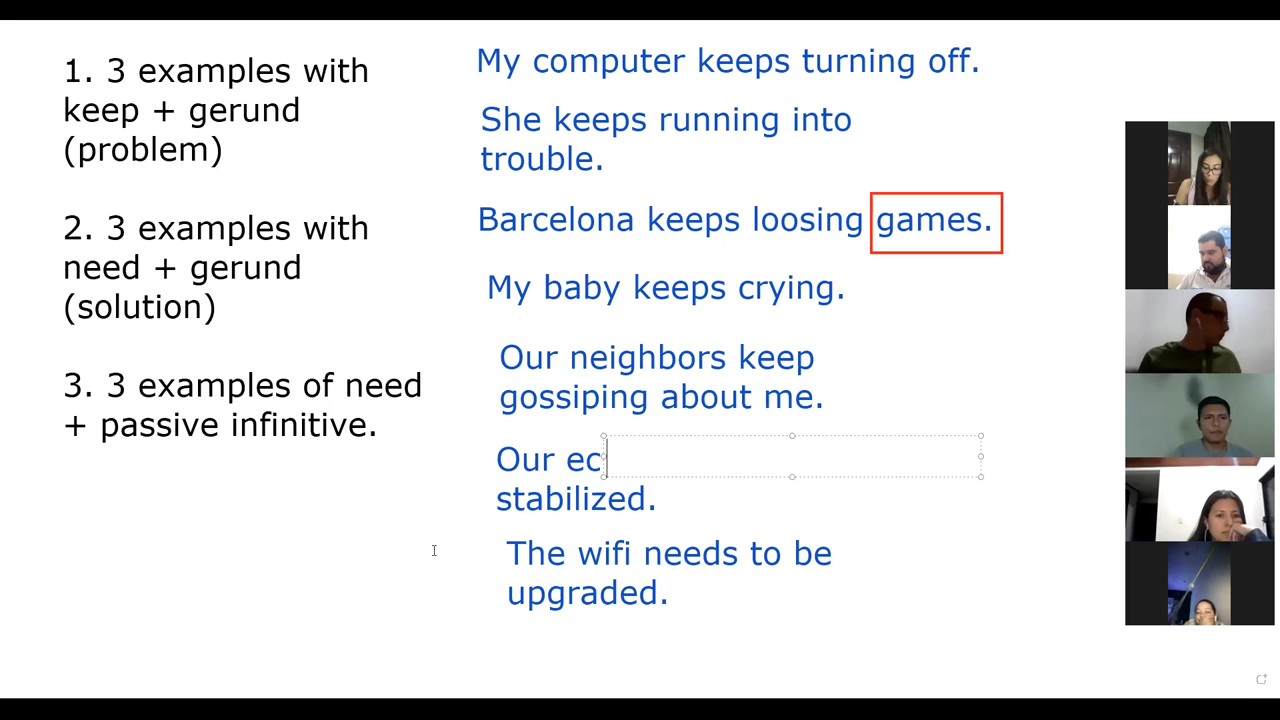 1. 3 examples with
keep + gerund
(problem)
2. 3 examples with
need + gerund
(solution)
3. 3 examples of need
+ passive infinitive.
My computer keeps turning off.
She keeps running into
trouble.
Barcelona keeps loosing games.
My baby keeps crying.
Our neighbors keep
gossiping about me.
Our ec
stabilized.
The wifi needs to be
upgraded.